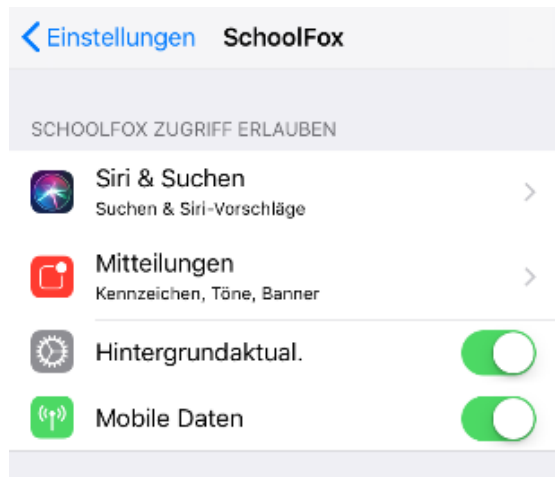 Einstellungen SchoolFox
SCHOOLFOX ZUGRIFF ERLAUBEN
Siri & Suchen
Suchen & Siri-Vorschläge
Mitteilungen
Kennzeichen, Töne, Banner
Hintergrundaktual.
Mobile Daten